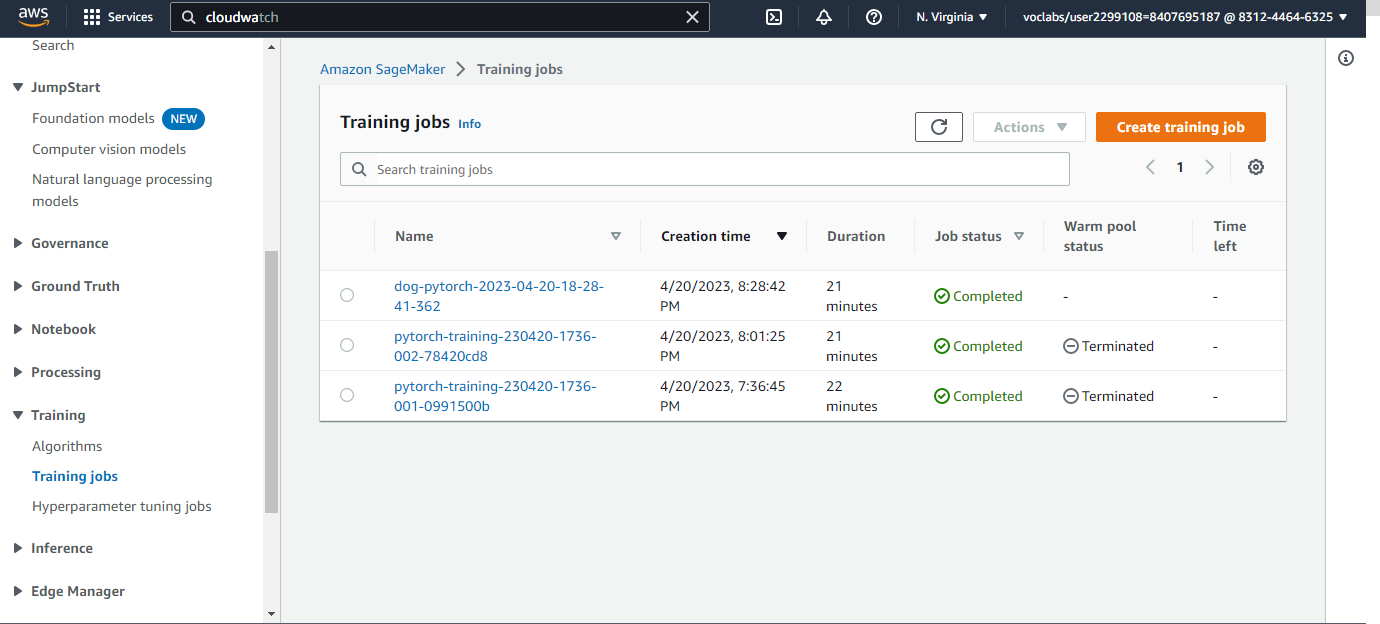 aws
Services
cloudwatch
N. Virginia
voclabs/user2299108=8407695187 @ 8312-4464-6325
Search
JumpStart
Foundation models NEW
Computer vision models
Natural language processing
models
Governance
Ground Truth
Notebook
Processing
Training
Algorithms
Training jobs
Hyperparameter tuning jobs
Inference
Edge Manager
Amazon SageMaker
Training jobs
Training jobs Info
Actions
Create training job
Search training jobs
1
Name
Creation time
Duration
Job status
Warm pool
status
Time
left
dog-pytorch-2023-04-20-18-28-
41-362
4/20/2023, 8:28:42
PM
21
minutes
Completed
-
-
pytorch-training-230420-1736-
002-78420cd8
4/20/2023, 8:01:25
PM
21
minutes
Completed
Terminated
-
pytorch-training-230420-1736-
001-0991500b
4/20/2023, 7:36:45
PM
22
minutes
Completed
Terminated
-